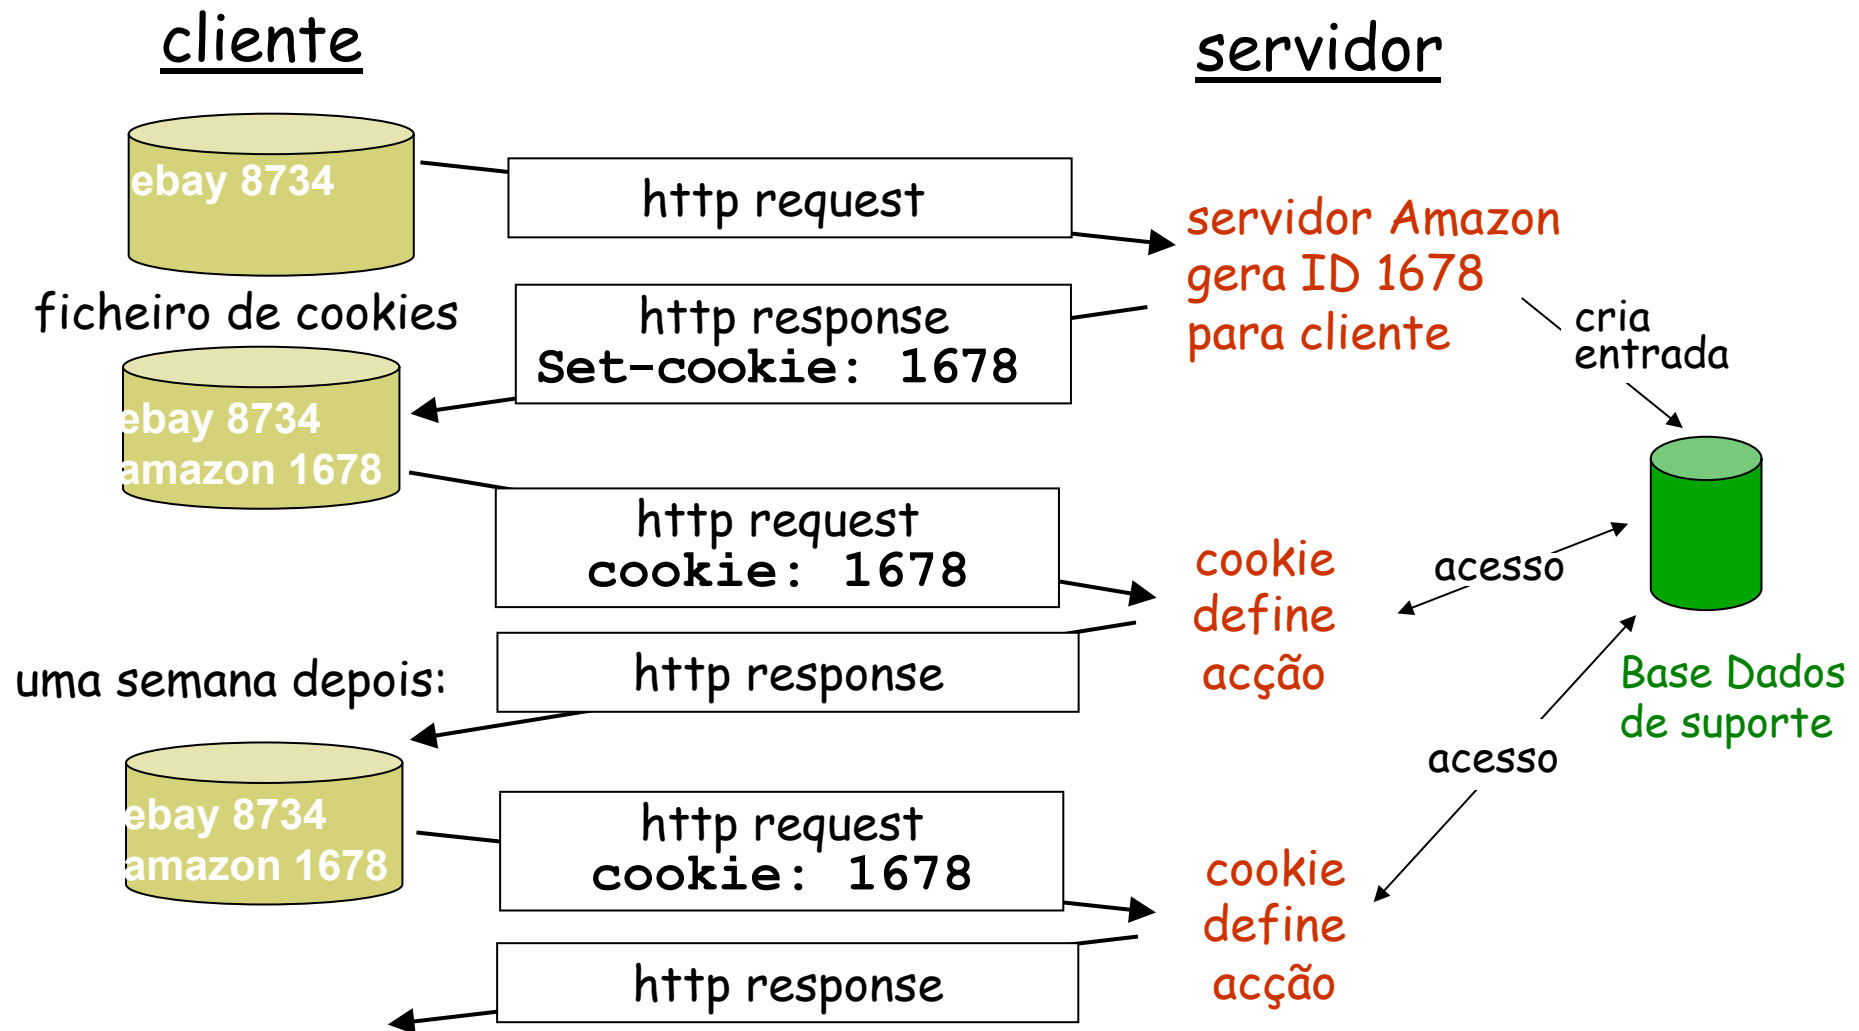 cliente
servidor
ebay 8734
http request
servidor Amazon
gera ID 1678
para cliente
ficheiro de cookies
http response
Set-cookie: 1678
cria
entrada
ebay 8734
amazon 1678
http request
cookie: 1678
cookie
define
acção
acesso
http response
uma semana depois:
Base Dados
de suporte
acesso
ebay 8734
amazon 1678
http request
cookie: 1678
cookie
define
acção
http response